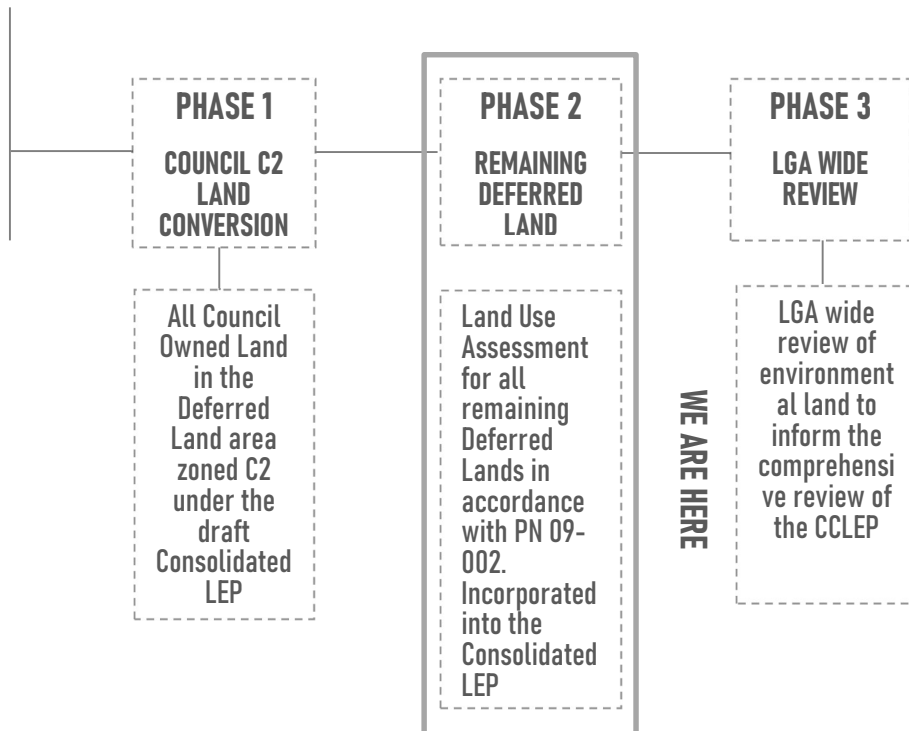 PHASE 1
COUNCIL C2
LAND
CONVERSION
All Council
Owned Land
in the
Deferred
Land area
zoned C2
under the
draft
Consolidated
LEP
PHASE 2
REMAINING
DEFERRED
LAND
Land Use
Assessment
for all
remaining
Deferred
Lands in
accordance
with PN 09-
002.
Incorporated
into the
Consolidated
LEP
WE ARE HERE
PHASE 3
LGA WIDE
REVIEW
LGA wide
review of
environment
al land to
inform the
comprehensi
ve review of
the CCLEP